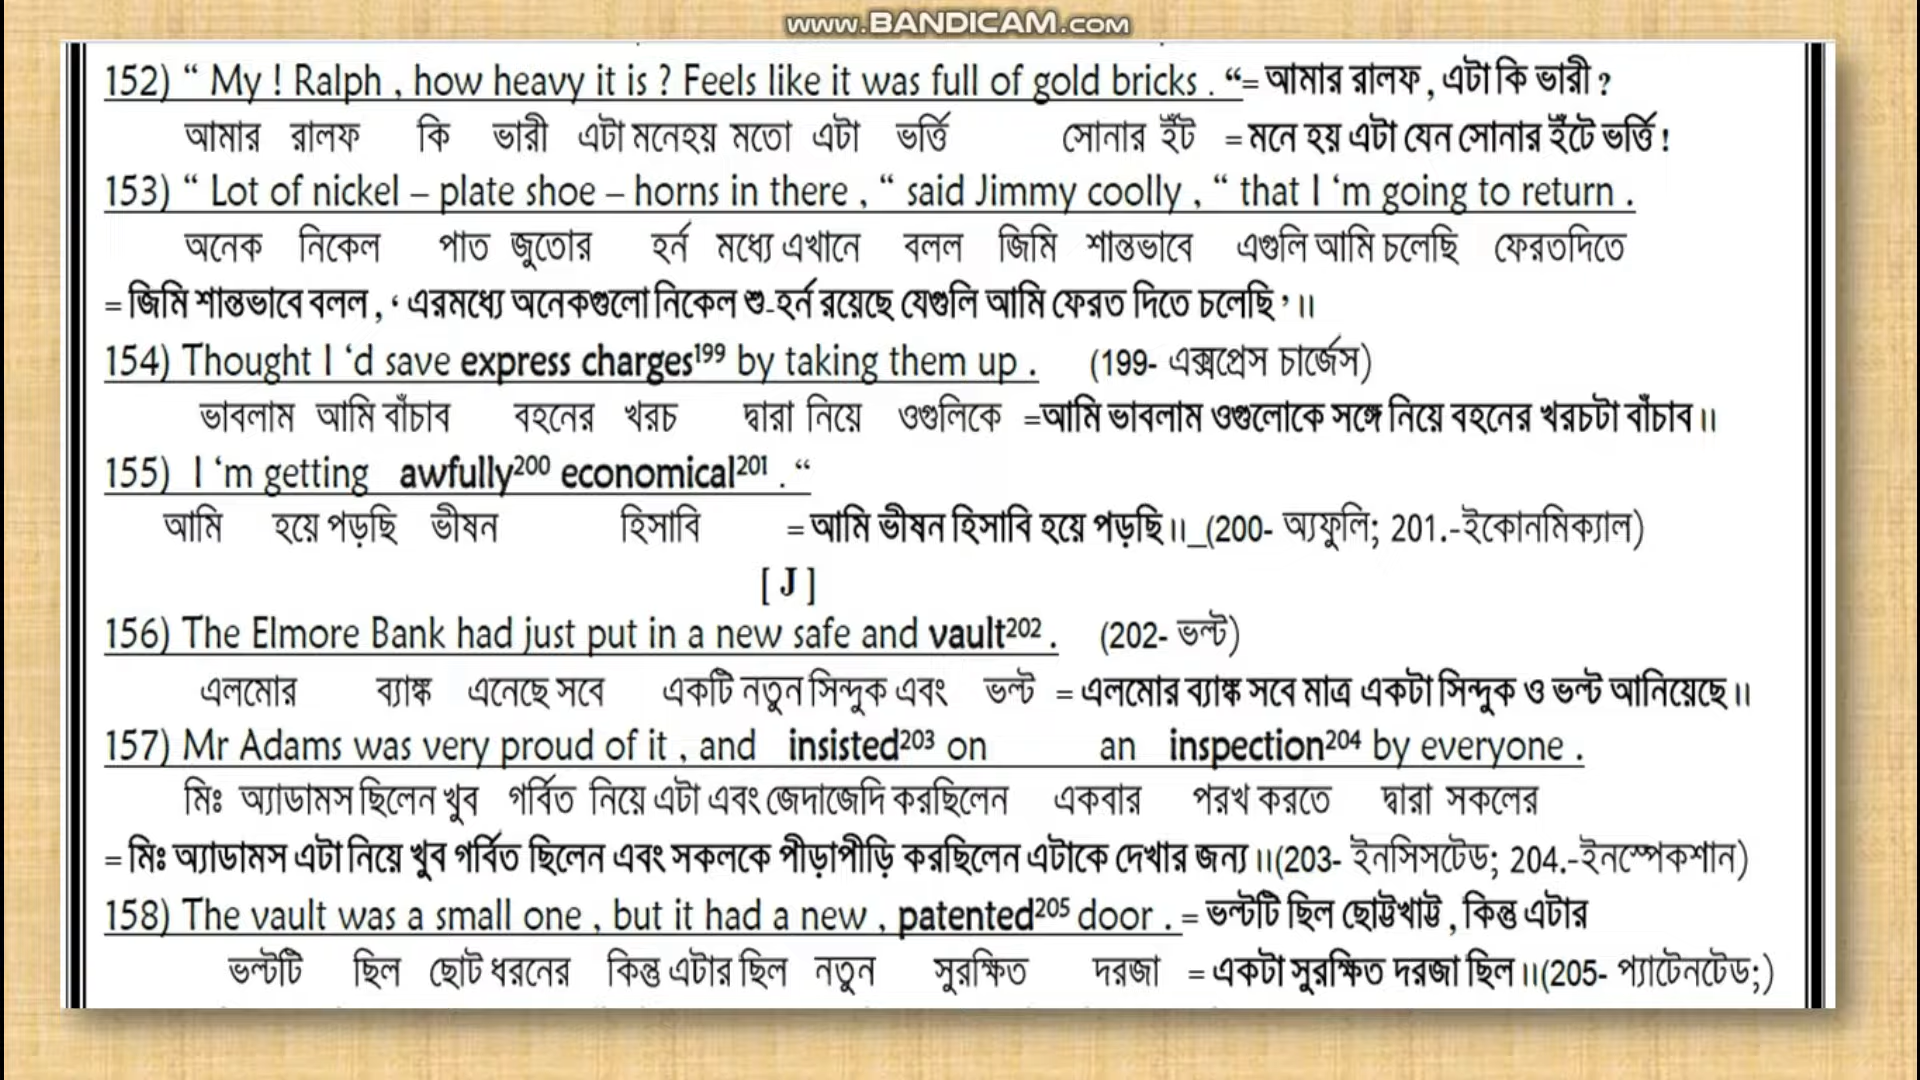 www.BANDICAM.com
152) “ My ! Ralph , how heavy it is ? Feels like it was full of gold bricks . “= আমার রালফ , এটা কি ভারী ?
আমার রালফ কি ভারী এটা মনেহয় মতো এটা ভর্ত্তি সোনার ইঁট = মনে হয় এটা যেন সোনার ইঁটে ভর্ত্তি !
153) “ Lot of nickel – plate shoe – horns in there , “ said Jimmy coolly , “ that I ‘m going to return .
অনেক নিকেল পাত জুতোর হর্ন মধ্যে এখানে বলল জিমি শান্তভাবে এগুলি আমি চলেছি ফেরতদিতে
= জিমি শান্তভাবে বলল , ‘ এরমধ্যে অনেকগুলো নিকেল শু-হর্ন রয়েছে যেগুলি আমি ফেরত দিতে চলেছি ’ ।।
154) Thought I ‘d save express charges¹⁹⁹ by taking them up . (199- এক্সপ্রেস চার্জেস)
ভাবলাম আমি বাঁচাব বহনের খরচ দ্বারা নিয়ে ওগুলিকে =আমি ভাবলাম ওগুলোকে সঙ্গে নিয়ে বহনের খরচটা বাঁচাব ।।
155) I ‘m getting awfully²⁰⁰ economical²⁰¹ . “
আমি হয়ে পড়ছি ভীষন হিসাবি = আমি ভীষন হিসাবি হয়ে পড়ছি ।। _(200- অ্যফুলি; 201.-ইকোনমিক্যাল)
[ J ]
156) The Elmore Bank had just put in a new safe and vault²⁰² . (202- ভল্ট)
এলমোর ব্যাঙ্ক এনেছে সবে একটি নতুন সিন্দুক এবং ভল্ট = এলমোর ব্যাঙ্ক সবে মাত্র একটা সিন্দুক ও ভল্ট আনিয়েছে ।।
157) Mr Adams was very proud of it , and insisted²⁰³ on an inspection²⁰⁴ by everyone .
মিঃ অ্যাডামস ছিলেন খুব গর্বিত নিয়ে এটা এবং জেদাজেদি করছিলেন একবার পরখ করতে দ্বারা সকলের
= মিঃ অ্যাডামস এটা নিয়ে খুব গর্বিত ছিলেন এবং সকলকে পীড়াপীড়ি করছিলেন এটাকে দেখার জন্য ।।(203- ইনসিসটেড; 204.-ইনস্পেকশান)
158) The vault was a small one , but it had a new , patented²⁰⁵ door . = ভল্টটি ছিল ছোট্টখাট্ট , কিন্তু এটার
ভল্টটি ছিল ছোট ধরনের কিন্তু এটার ছিল নতুন সুরক্ষিত দরজা = একটা সুরক্ষিত দরজা ছিল ।।(205- প্যাটেনটেড;)